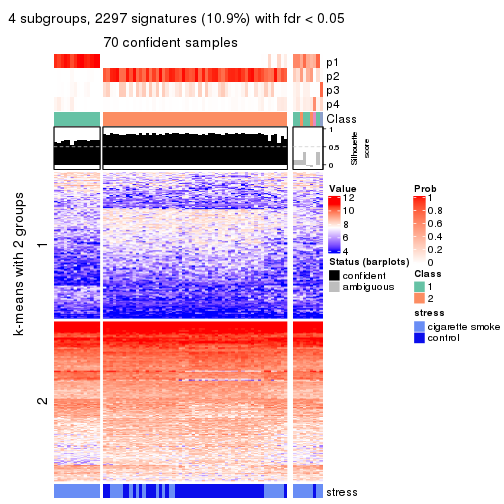 4 subgroups, 2297 signatures (10.9%) with fdr < 0.05
70 confident samples
p1
p2
p3
p4
Class
1
0.5
0
Silhouette
score
k-means with 2 groups
1
2
stress
Value
12
10
8
6
4
Status (barplots)
confident
ambiguous
Prob
1
0.8
0.6
0.4
0.2
0
Class
1
2
stress
cigarette smoke
control